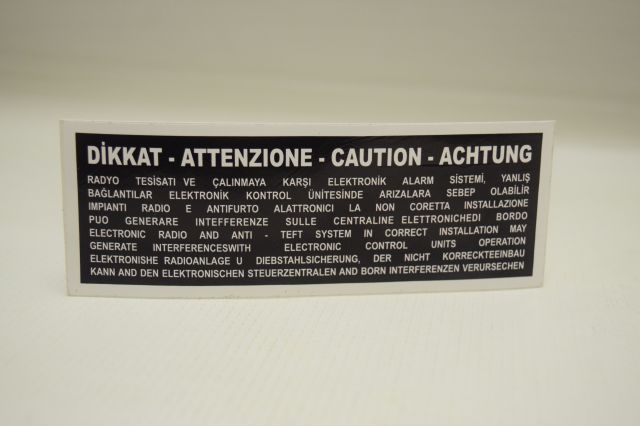 DİKKAT - ATTENZIONE - CAUTION - ACHTUNG
RADYO TESİSATI VE ÇALINMAYA KARŞI ELEKTRONİK ALARM SİSTEMİ, YANLIŞ
BAĞLANTILAR ELEKTRONİK KONTROL ÜNİTESİNDE ARIZALARA SEBEP OLABİLİR
IMPIANTI RADIO E ANTIFURTO ALATTRONICI LA NON CORETTA INSTALLAZIONE
PUO GENERARE INTEFERENZE SULLE CENTRALINE ELETTRONICHEDI BORDO
ELECTRONIC RADIO AND ANTI - TEFT SYSTEM IN CORRECT INSTALLATION MAY
GENERATE INTERFERENCESWITH ELECTRONIC CONTROL UNITS OPERATION
ELEKTRONISHE RADIOANLAGE U DIEBSTAHLSICHERUNG, DER NICHT KORRECKTEEINBAU
KANN AND DEN ELEKTRONISCHEN STEUERZENTRALEN AND BORN INTERFERENZEN VERURSECHEN